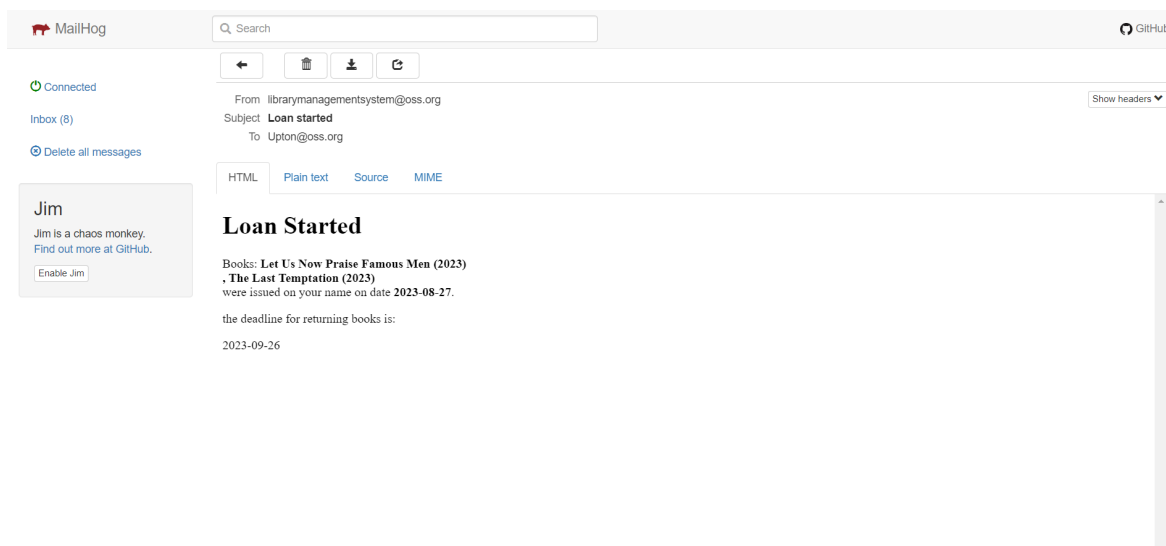 MailHog
Search
GitHub
Connected
Inbox (8)
Delete all messages
Jim
Jim is a chaos monkey.
Find out more at GitHub.
Enable Jim
From librarymanagementsystem@oss.org
Show headers
Subject Loan started
To Upton@oss.org
HTML Plain text Source MIME
Loan Started
Books: Let Us Now Praise Famous Men (2023)
, The Last Temptation (2023)
were issued on your name on date 2023-08-27.
the deadline for returning books is:
2023-09-26